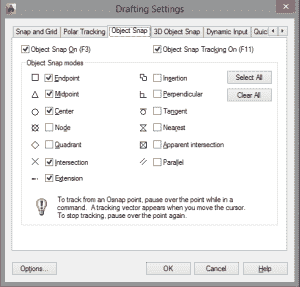 Drafting Settings
Snap and Grid Polar Tracking Object Snap 3D Object Snap Dynamic Input Quic
Object Snap On (F3) Object Snap Tracking On (F11)
Object Snap modes
Endpoint Insertion Select All
Midpoint Perpendicular Clear All
Center Tangent
Node Nearest
Quadrant Apparent intersection
Intersection Parallel
Extension
To track from an Osnap point, pause over the point while in a
command. A tracking vector appears when you move the cursor.
To stop tracking, pause over the point again.
Options... OK Cancel Help